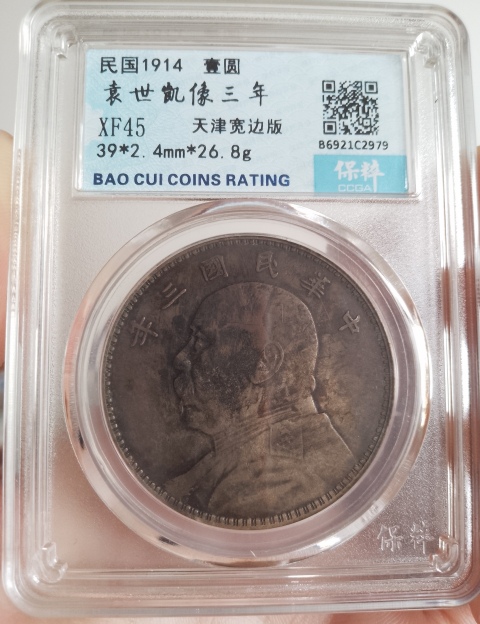 民国1914 壹圆
袁世凯像三年
XF45 天津宽边版
39*2.4mm*26.8g
BAO CUI COINS RATING
B6921C2979
保粹
CCGA
中華民國三年
保粹